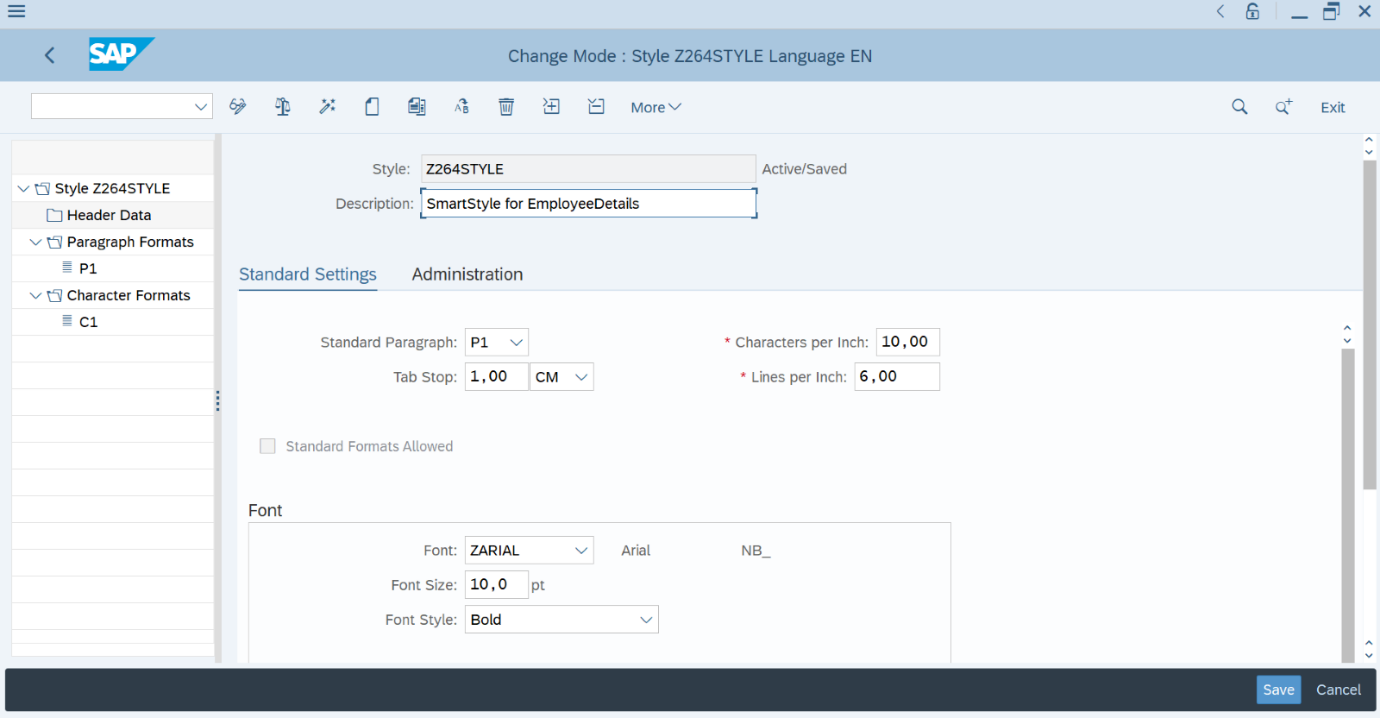 SAP
Change Mode : Style Z264STYLE Language EN
More
Exit
Style Z264STYLE
Header Data
Paragraph Formats
P1
Character Formats
C1
Style: Z264STYLE Active/Saved
Description: SmartStyle for EmployeeDetails
Standard Settings Administration
Standard Paragraph: P1 * Characters per Inch: 10,00
Tab Stop: 1,00 CM * Lines per Inch: 6,00
Standard Formats Allowed
Font
Font: ZARIAL Arial NB_
Font Size: 10,0 pt
Font Style: Bold
Save Cancel